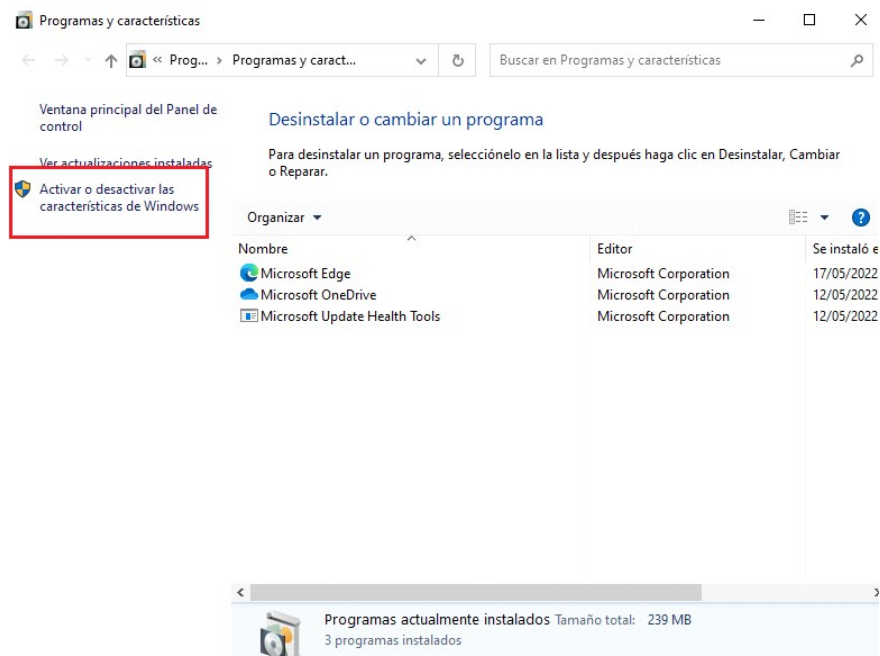 Programas y características
« Prog... › Programas y caract...
Buscar en Programas y características
Ventana principal del Panel de
control
Ver actualizaciones instaladas
Activar o desactivar las
características de Windows
Desinstalar o cambiar un programa
Para desinstalar un programa, selecciónelo en la lista y después haga clic en Desinstalar, Cambiar
o Reparar.
Organizar
Nombre Editor Se instaló e
Microsoft Edge Microsoft Corporation 17/05/2022
Microsoft OneDrive Microsoft Corporation 12/05/2022
Microsoft Update Health Tools Microsoft Corporation 12/05/2022
Programas actualmente instalados Tamaño total: 239 MB
3 programas instalados